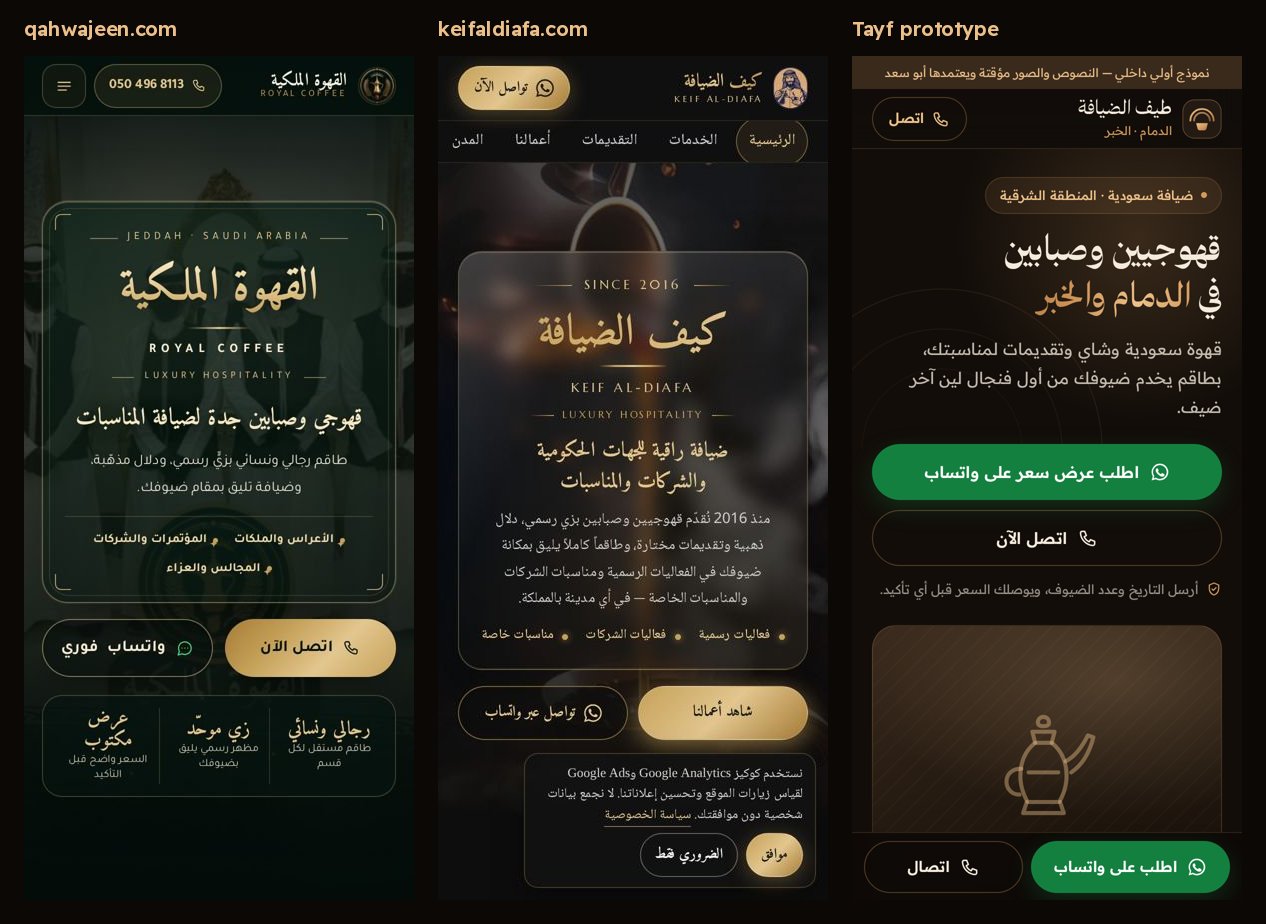 qahwajeen.com
القهوة الملكية
ROYAL COFFEE
050 496 8113
JEDDAH · SAUDI ARABIA
القهوة الملكية
ROYAL COFFEE
LUXURY HOSPITALITY
قهوجي وصبابين جدة لضيافة المناسبات
طاقم رجالي ونسائي بزيٍّ رسمي، ودلال مذهّبة،
وضيافة تليق بمقام ضيوفك.
الأعراس والملكات
المؤتمرات والشركات
المجالس والعزاء
اتصل الآن
واتساب فوري
رجالي ونسائي
طاقم مستقل لكل
قسم
زي موحّد
مظهر رسمي يليق
بضيوفك
عرض
مكتوب
السعر واضح قبل
التأكيد
keifaldiafa.com
كيف الضيافة
KEIF AL-DIAFA
تواصل الآن
الرئيسية
الخدمات
التقديمات
أعمالنا
المدن
SINCE 2016
كيف الضيافة
KEIF AL-DIAFA
LUXURY HOSPITALITY
ضيافة راقية للجهات الحكومية
والشركات والمناسبات
منذ 2016 نُقدّم قهوجيين وصبابين بزي رسمي، دلال
ذهبية وتقديمات مختارة، وطاقماً كاملاً يليق بمكانة
ضيوفك في الفعاليات الرسمية ومناسبات الشركات
والمناسبات الخاصة — في أي مدينة بالمملكة.
فعاليات رسمية
فعاليات الشركات
مناسبات خاصة
شاهد أعمالنا
تواصل عبر واتساب
نستخدم كوكيز Google Analytics وGoogle Ads
لقياس زيارات الموقع وتحسين إعلاناتنا. لا نجمع بيانات
شخصية دون موافقتك. سياسة الخصوصية
موافق
الضروري فقط
Tayf prototype
نموذج أولي داخلي — النصوص والصور مؤقتة ويعتمدها أبو سعد
طيف الضيافة
الدمام · الخبر
اتصل
ضيافة سعودية · المنطقة الشرقية
قهوجيين وصبابين
في الدمام والخبر
قهوة سعودية وشاي وتقديمات لمناسبتك،
بطاقم يخدم ضيوفك من أول فنجال لين آخر
ضيف.
اطلب عرض سعر على واتساب
اتصل الآن
أرسل التاريخ وعدد الضيوف، ويوصلك السعر قبل أي تأكيد.
اطلب على واتساب
اتصال